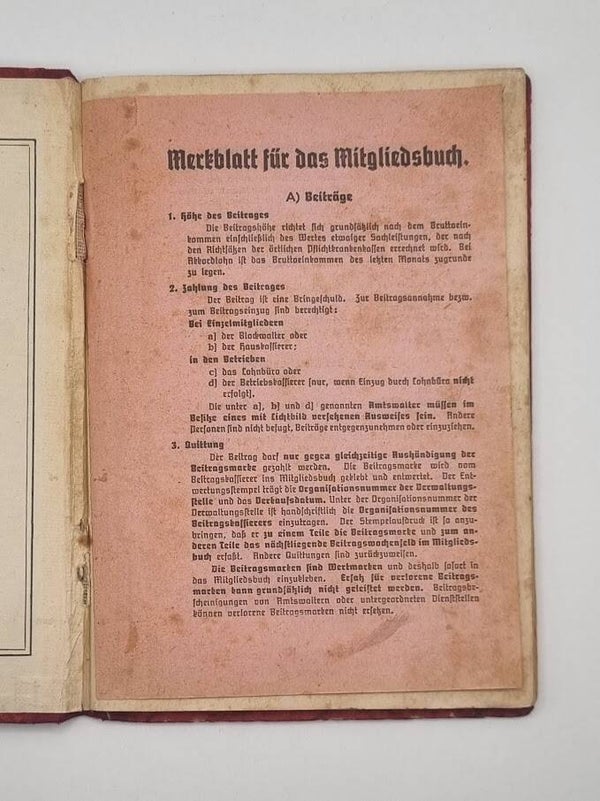 Merkblatt für das Mitgliedsbuch.
A) Beiträge
1. Höhe des Beitrages
Die Beitragshöhe richtet sich grundsätzlich nach dem Bruttoein-
kommen einschließlich des Wertes etwaiger Sachleistungen, der nach
den Richtsätzen der örtlichen Pflichtkrankenkassen errechnet wird. Bei
Akkordlohn ist das Bruttoeinkommen des letzten Monats zugrunde
zu legen.
2. Zahlung des Beitrages
Der Beitrag ist eine Bringeschuld. Zur Beitragsannahme bezw.
zum Beitragseinzug sind berechtigt:
Bei Einzelmitgliedern
a) der Blockwalter oder
b) der Hauskassierer;
in den Betrieben
c) das Lohnbüro oder
d) der Betriebskassierer (nur, wenn Einzug durch Lohnbüro nicht
erfolgt).
Die unter a), b) und d) genannten Amtswalter müssen im
Besitze eines mit Lichtbild versehenen Ausweises sein. Andere
Personen sind nicht befugt, Beiträge entgegenzunehmen oder einzuziehen.
3. Quittung
Der Beitrag darf nur gegen gleichzeitige Aushändigung der
Beitragsmarke gezahlt werden. Die Beitragsmarke wird vom
Beitragskassierer ins Mitgliedsbuch geklebt und entwertet. Der Ent-
wertungsstempel trägt die Organisationsnummer der Verwaltungs-
stelle und das Verkaufsdatum. Unter der Organisationsnummer der
Verwaltungsstelle ist handschriftlich die Organisationsnummer des
Beitragskassierers einzutragen. Der Stempelausdruck ist so anzu-
bringen, daß er zu einem Teile die Beitragsmarke und zum an-
deren Teile das nächstliegende Beitragswochenfeld im Mitglieds-
buch erfaßt. Andere Quittungen sind zurückzuweisen.
Die Beitragsmarken sind Wertmarken und deshalb sofort in
das Mitgliedsbuch einzukleben. Ersatz für verlorene Beitrags-
marken kann grundsätzlich nicht geleistet werden. Beitragsbe-
scheinigungen von Amtswaltern oder untergeordneten Dienststellen
können verlorene Beitragsmarken nicht ersetzen.